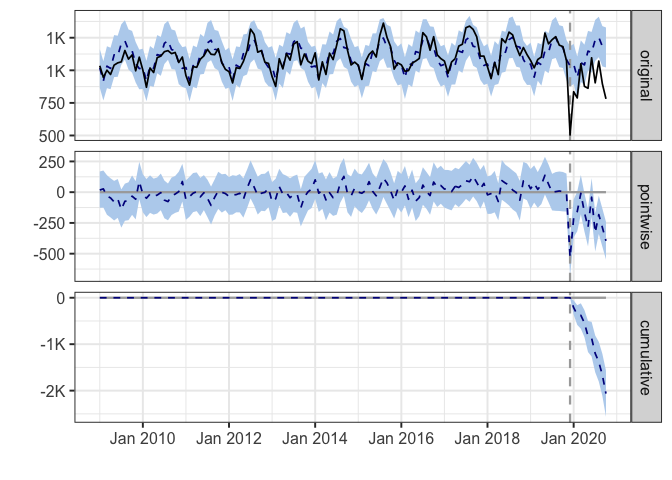 1K
1K
750
500
original
250
0
-250
-500
pointwise
0
-1K
-2K
cumulative
Jan 2010 Jan 2012 Jan 2014 Jan 2016 Jan 2018 Jan 2020